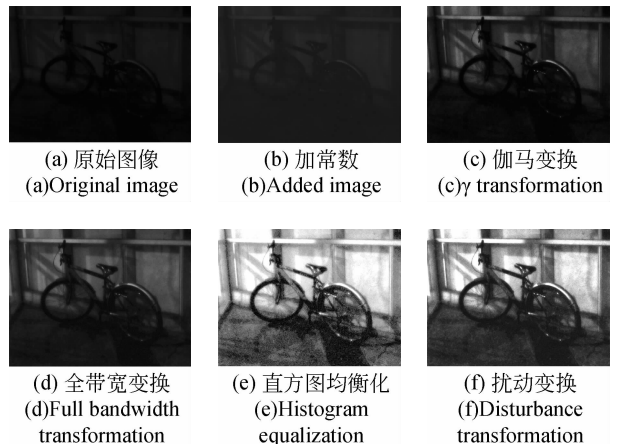 (a) 原始图像
(a)Original image
(b) 加常数
(b)Added image
(c) 伽马变换
(c)γ transformation
(d) 全带宽变换
(d)Full bandwidth
transformation
(e) 直方图均衡化
(e)Histogram
equalization
(f) 扰动变换
(f)Disturbance
transformation